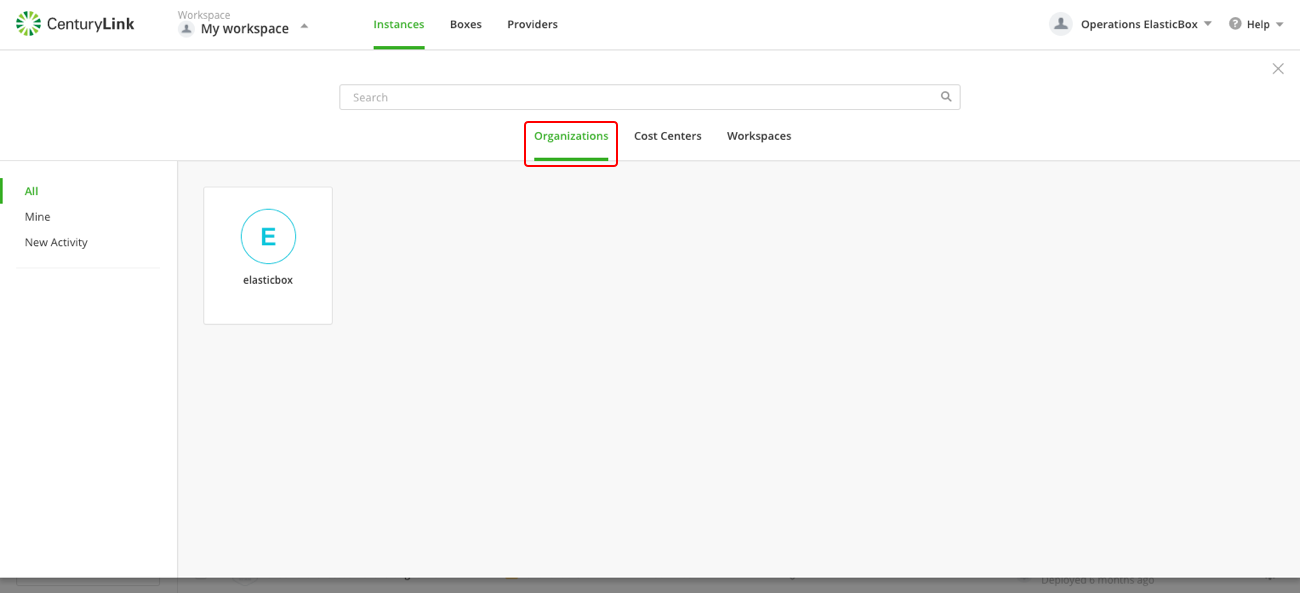 CenturyLink
Workspace
My workspace
Instances Boxes Providers
Operations ElasticBox
? Help
Search
Organizations Cost Centers Workspaces
All
Mine
New Activity
E
elasticbox
Deployed 6 months ago